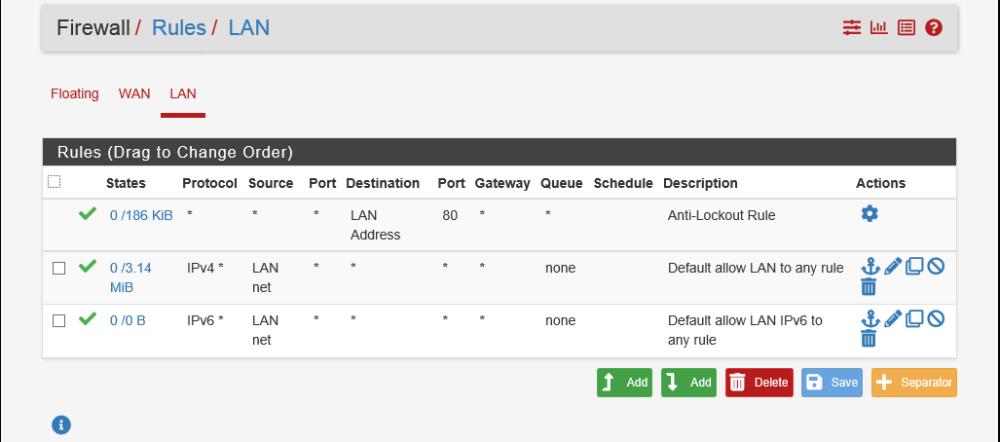 Firewall / Rules / LAN
Floating WAN LAN
Rules (Drag to Change Order)
States Protocol Source Port Destination Port Gateway Queue Schedule Description Actions
0 /186 KiB * * * LAN 80 * * Anti-Lockout Rule
Address
0 /3.14 IPv4 * LAN * * * * none Default allow LAN to any rule
MiB net
0 /0 B IPv6 * LAN * * * * none Default allow LAN IPv6 to
net any rule
Add Add Delete Save Separator